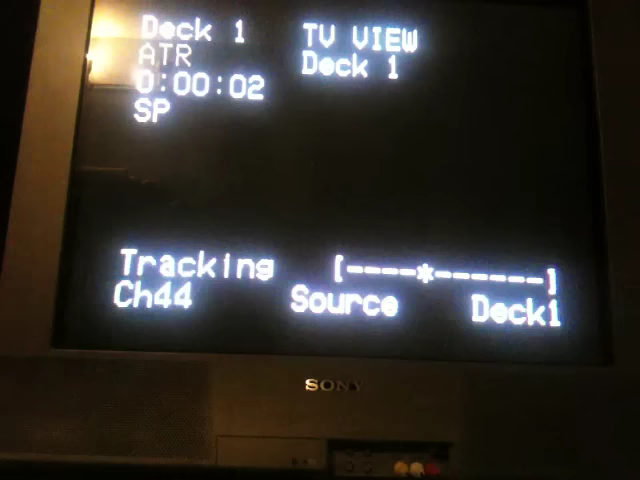 Deck 1
ATR
0:00:02
SP
TV VIEW
Deck 1
Tracking [----*------]
Ch44 Source Deck1
SONY